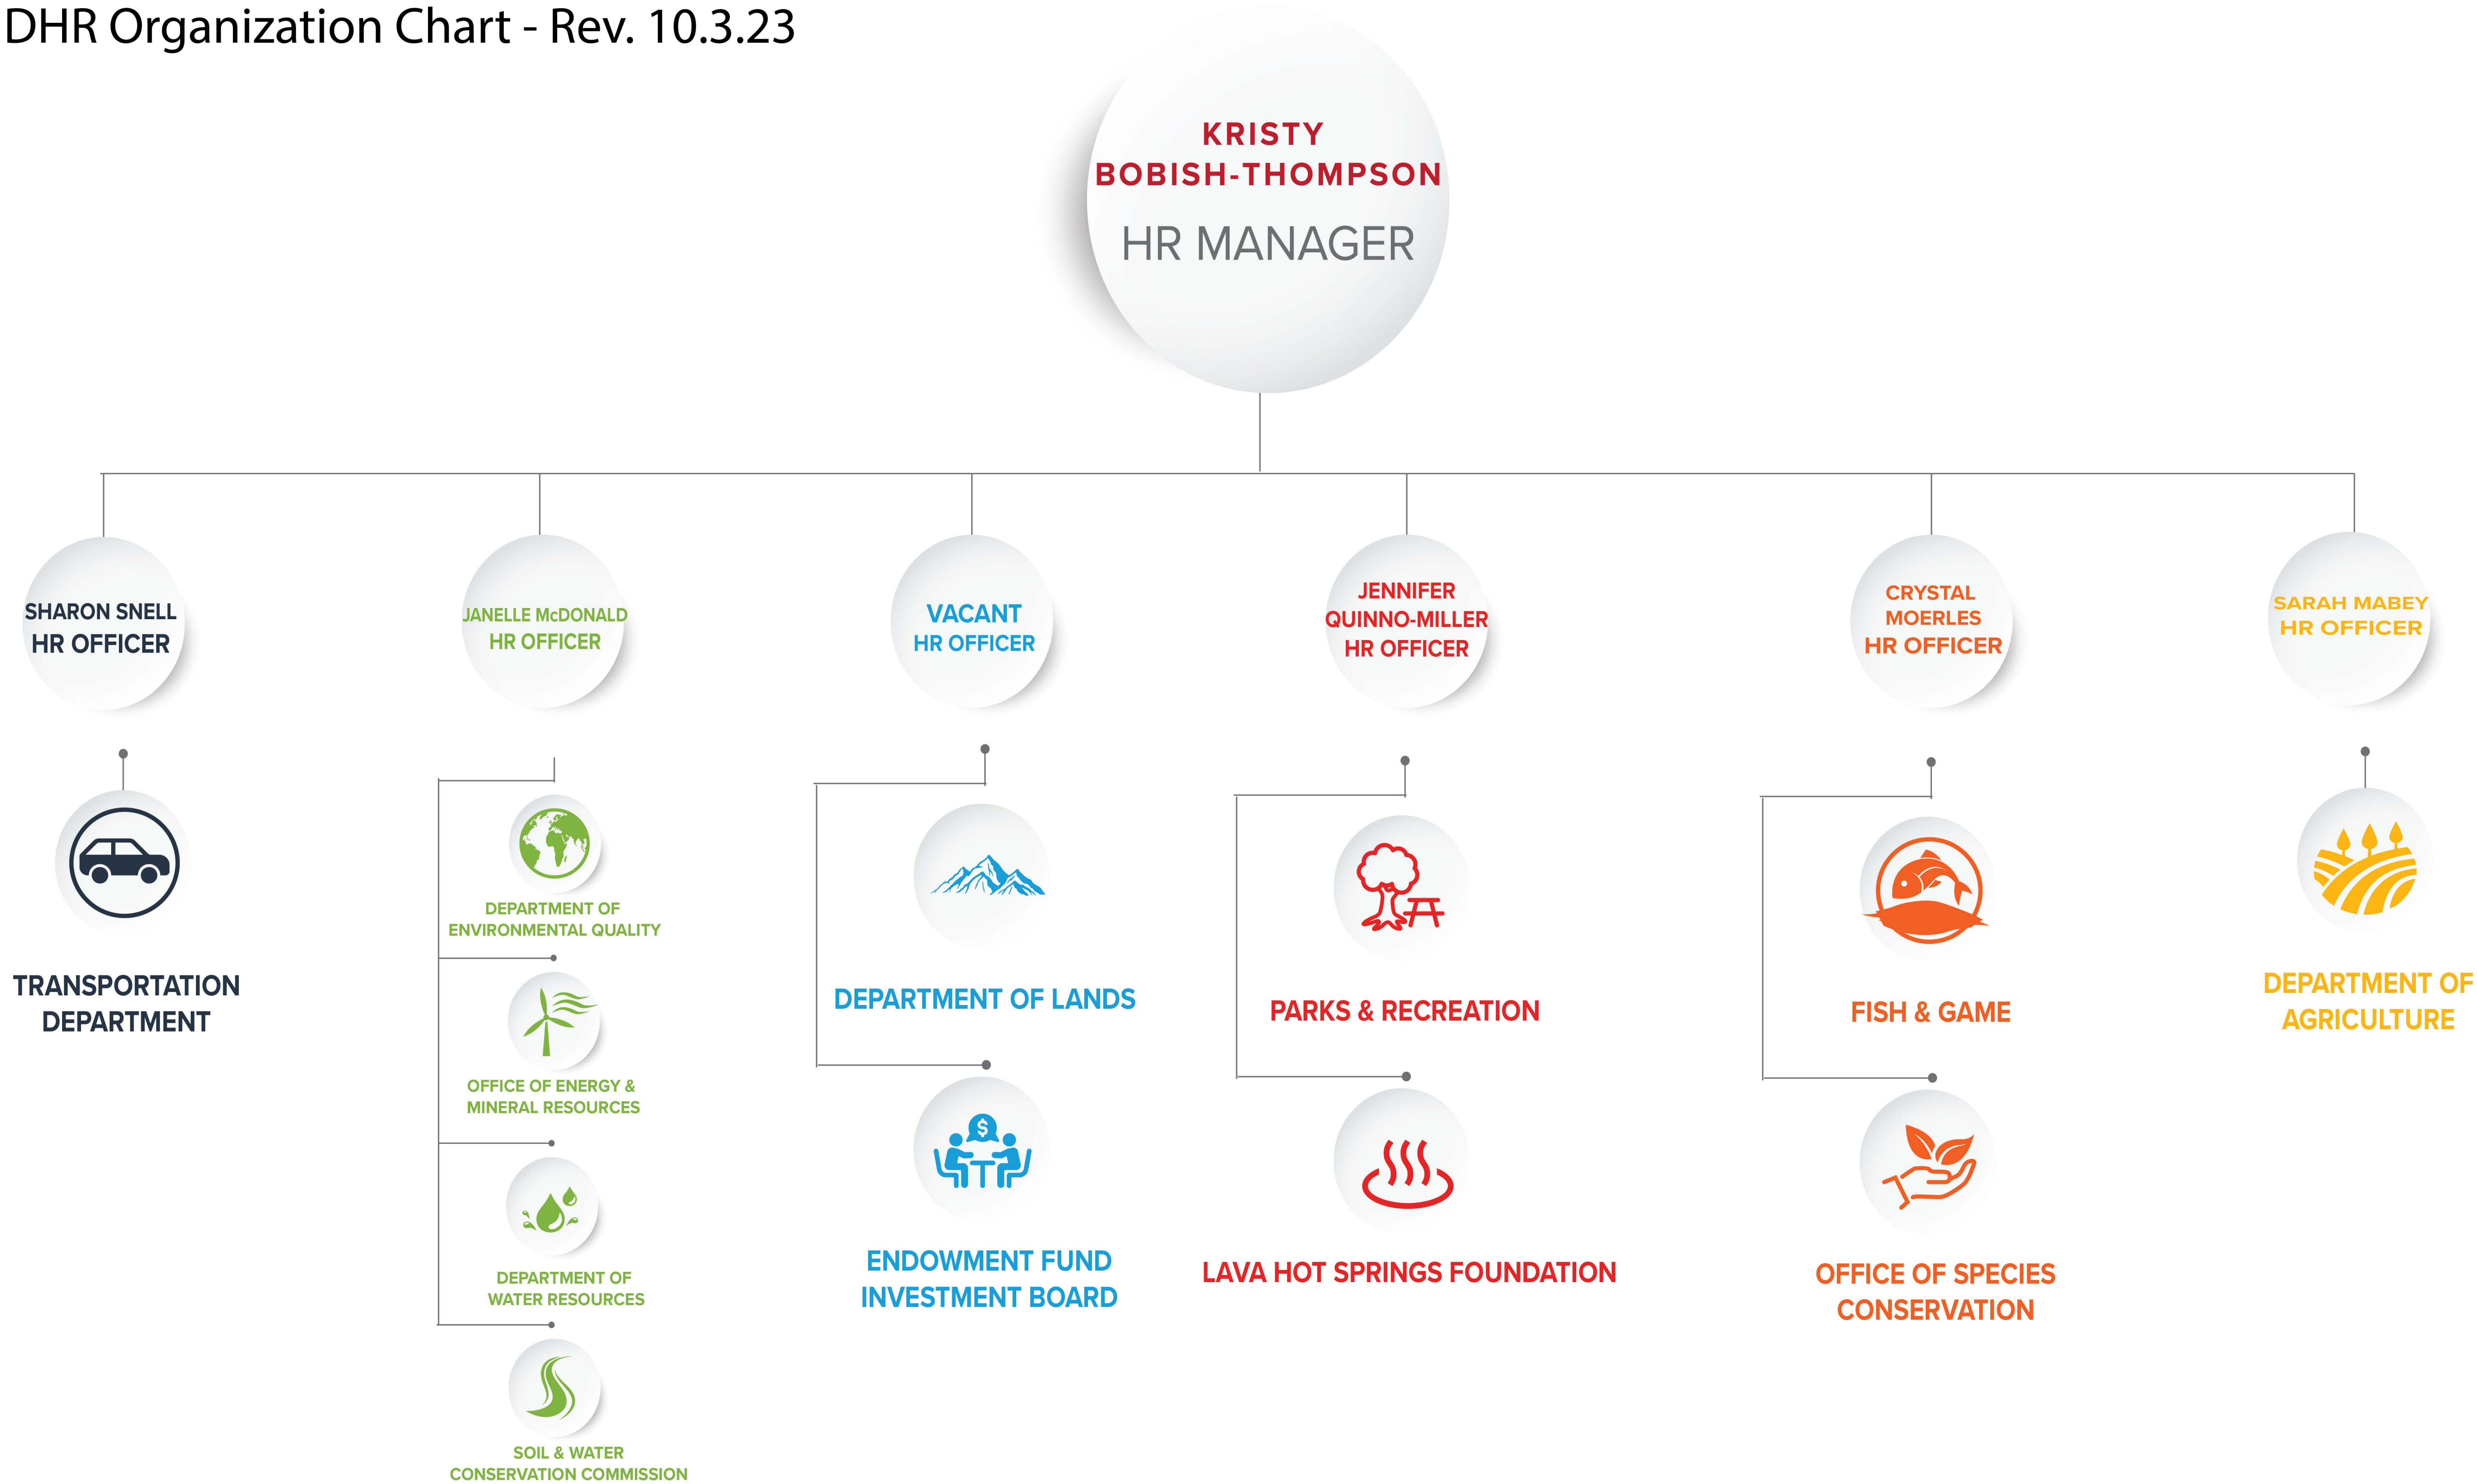 DHR Organization Chart - Rev. 10.3.23
KRISTY
BOBISH-THOMPSON
HR MANAGER
SHARON SNELL
HR OFFICER
JANELLE McDONALD
HR OFFICER
VACANT
HR OFFICER
JENNIFER
QUINNO-MILLER
HR OFFICER
CRYSTAL
MOERLES
HR OFFICER
SARAH MABEY
HR OFFICER
TRANSPORTATION
DEPARTMENT
DEPARTMENT OF
ENVIRONMENTAL QUALITY
OFFICE OF ENERGY &
MINERAL RESOURCES
DEPARTMENT OF
WATER RESOURCES
SOIL & WATER
CONSERVATION COMMISSION
DEPARTMENT OF LANDS
$
ENDOWMENT FUND
INVESTMENT BOARD
PARKS & RECREATION
LAVA HOT SPRINGS FOUNDATION
FISH & GAME
OFFICE OF SPECIES
CONSERVATION
DEPARTMENT OF
AGRICULTURE